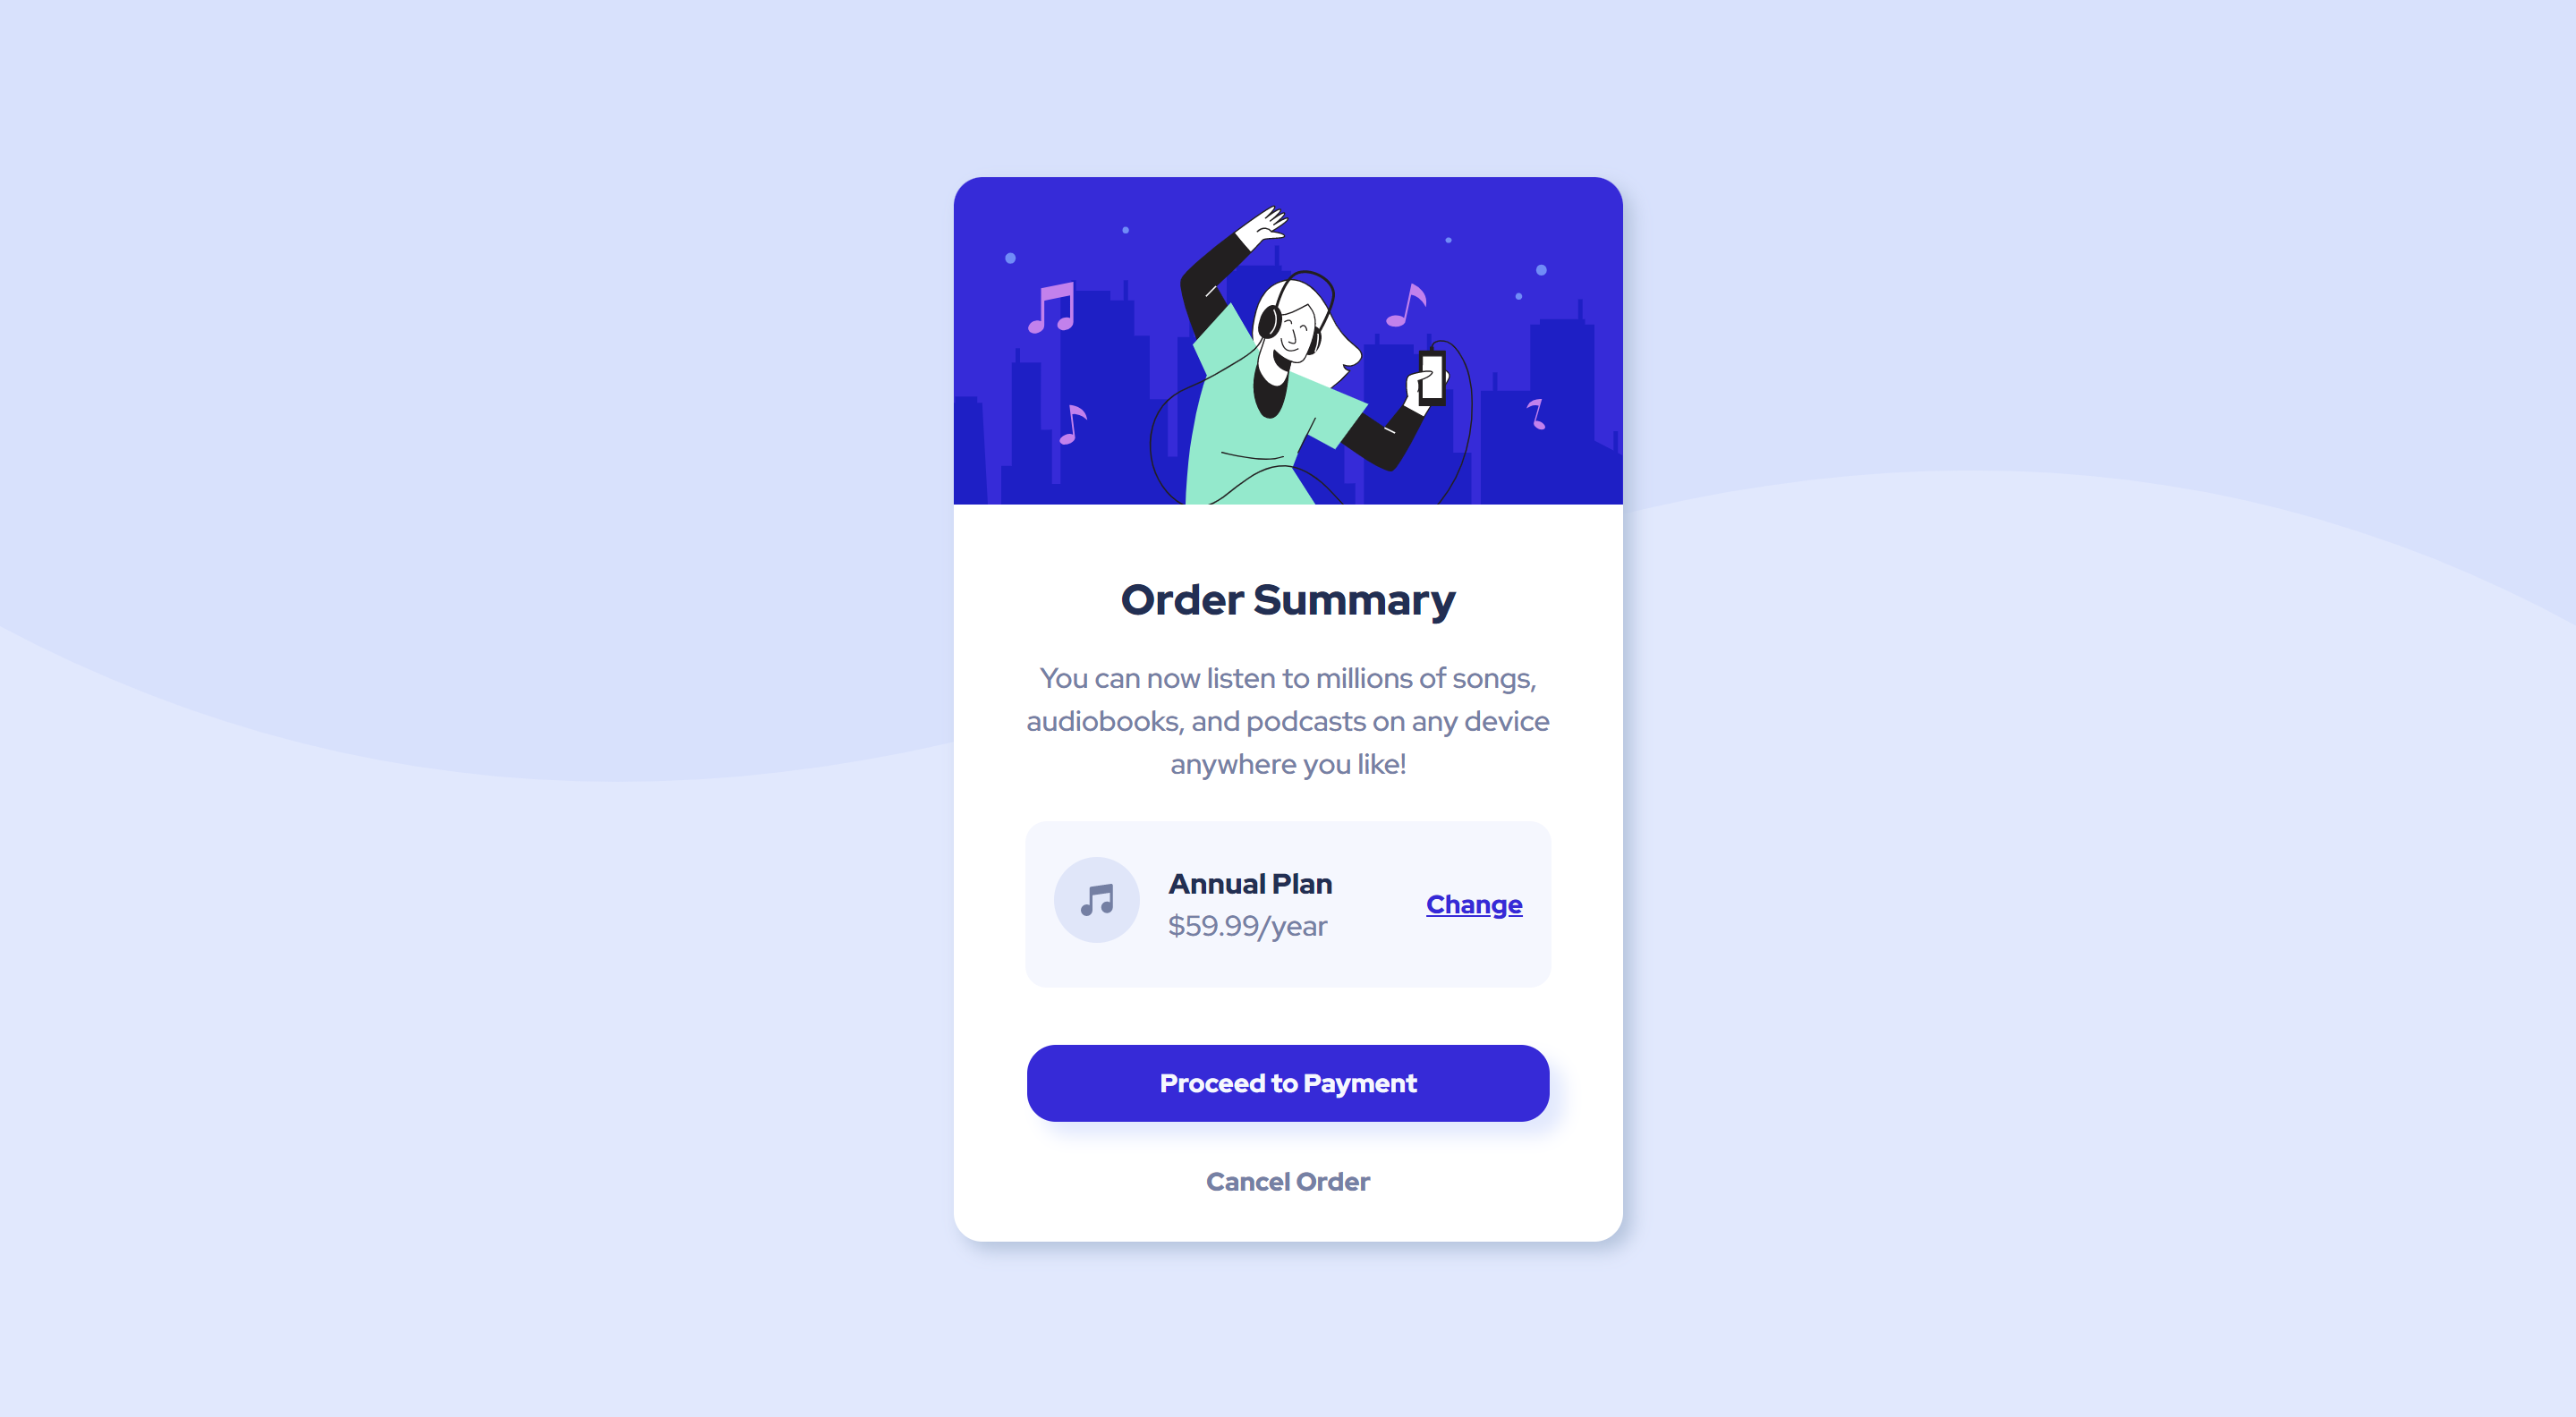 Order Summary
You can now listen to millions of songs,
audiobooks, and podcasts on any device
anywhere you like!
Annual Plan
$59.99/year
Change
Proceed to Payment
Cancel Order